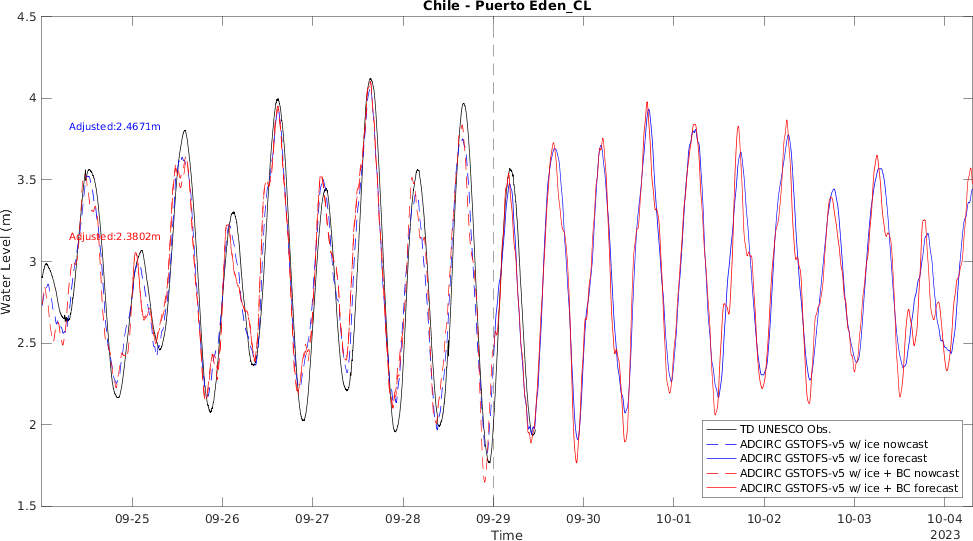 Chile - Puerto Eden_CL
4.5
4
3.5
3
2.5
2
1.5
Water Level (m)
Adjusted:2.4671m
Adjusted:2.3802m
TD UNESCO Obs.
ADCIRC GSTOFS-v5 w/ ice nowcast
ADCIRC GSTOFS-v5 w/ ice forecast
ADCIRC GSTOFS-v5 w/ ice + BC nowcast
ADCIRC GSTOFS-v5 w/ ice + BC forecast
09-25 09-26 09-27 09-28 09-29 09-30 10-01 10-02 10-03 10-04
2023
Time